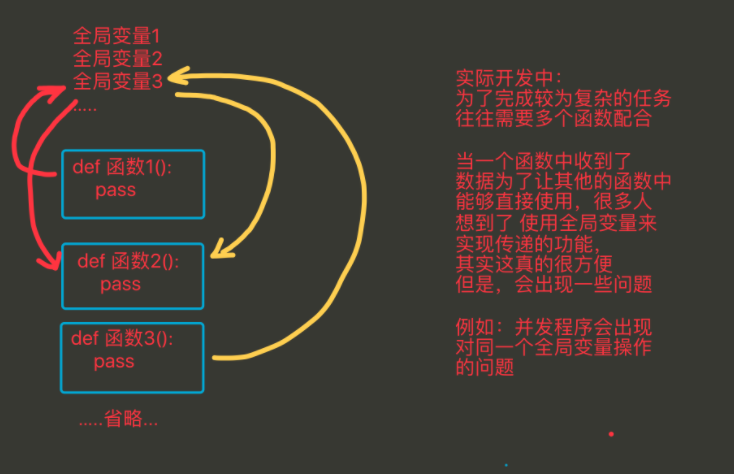 全局变量1
全局变量2
全局变量3
.....
def 函数1():
pass
def 函数2():
pass
def 函数3():
pass
.....省略...
实际开发中：
为了完成较为复杂的任务
往往需要多个函数配合
当一个函数中收到了
数据为了让其他的函数中
能够直接使用，很多人
想到了 使用全局变量来
实现传递的功能，
其实这真的很方便
但是，会出现一些问题
例如：并发程序会出现
对同一个全局变量操作
的问题